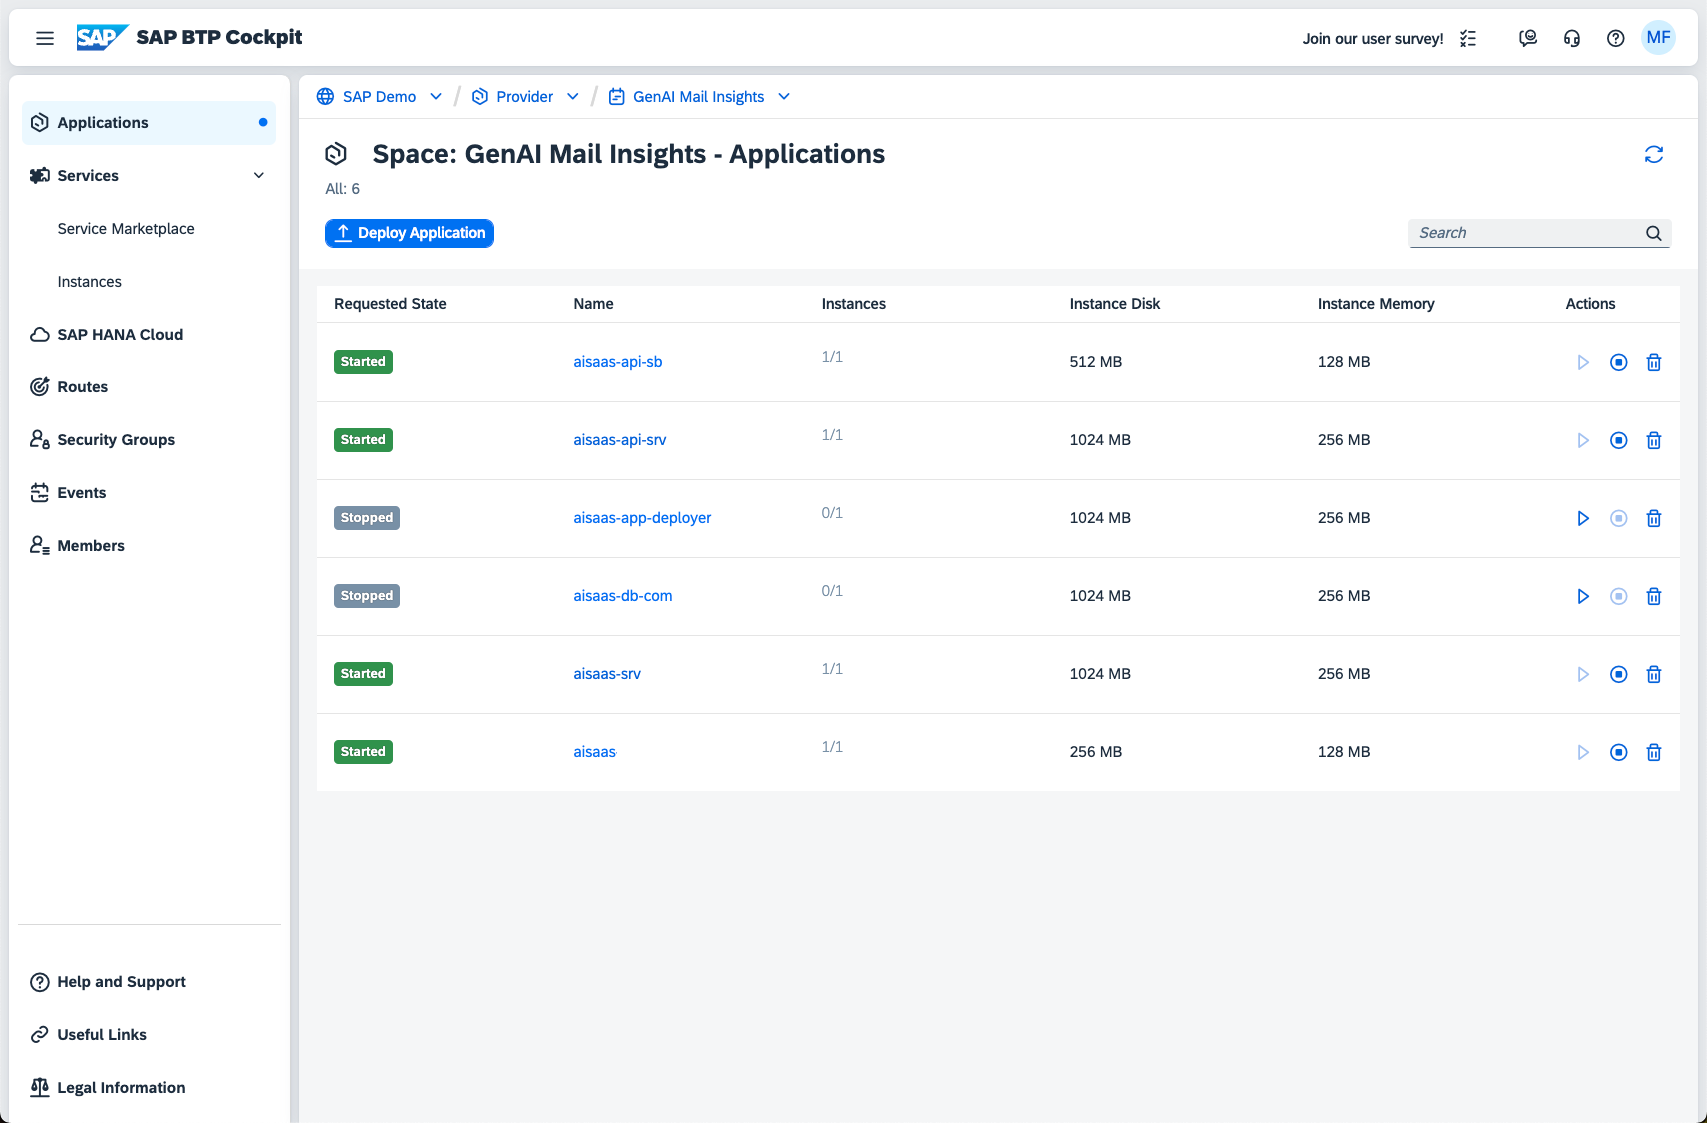 SAP SAP BTP Cockpit
Join our user survey!
MF
Applications
Services
Service Marketplace
Instances
SAP HANA Cloud
Routes
Security Groups
Events
Members
Help and Support
Useful Links
Legal Information
SAP Demo / Provider / GenAI Mail Insights
Space: GenAI Mail Insights - Applications
All: 6
Deploy Application
Search
Requested State Name Instances Instance Disk Instance Memory Actions
Started aisaas-api-sb 1/1 512 MB 128 MB
Started aisaas-api-srv 1/1 1024 MB 256 MB
Stopped aisaas-app-deployer 0/1 1024 MB 256 MB
Stopped aisaas-db-com 0/1 1024 MB 256 MB
Started aisaas-srv 1/1 1024 MB 256 MB
Started aisaas- 1/1 256 MB 128 MB